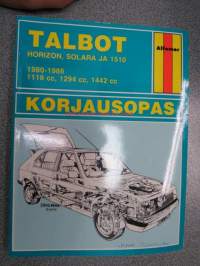 TALBOT
HORIZON, SOLARA JA 1510
Alfamer
1980-1986
1118 cc, 1294 cc, 1442 cc
KORJAUSOPAS